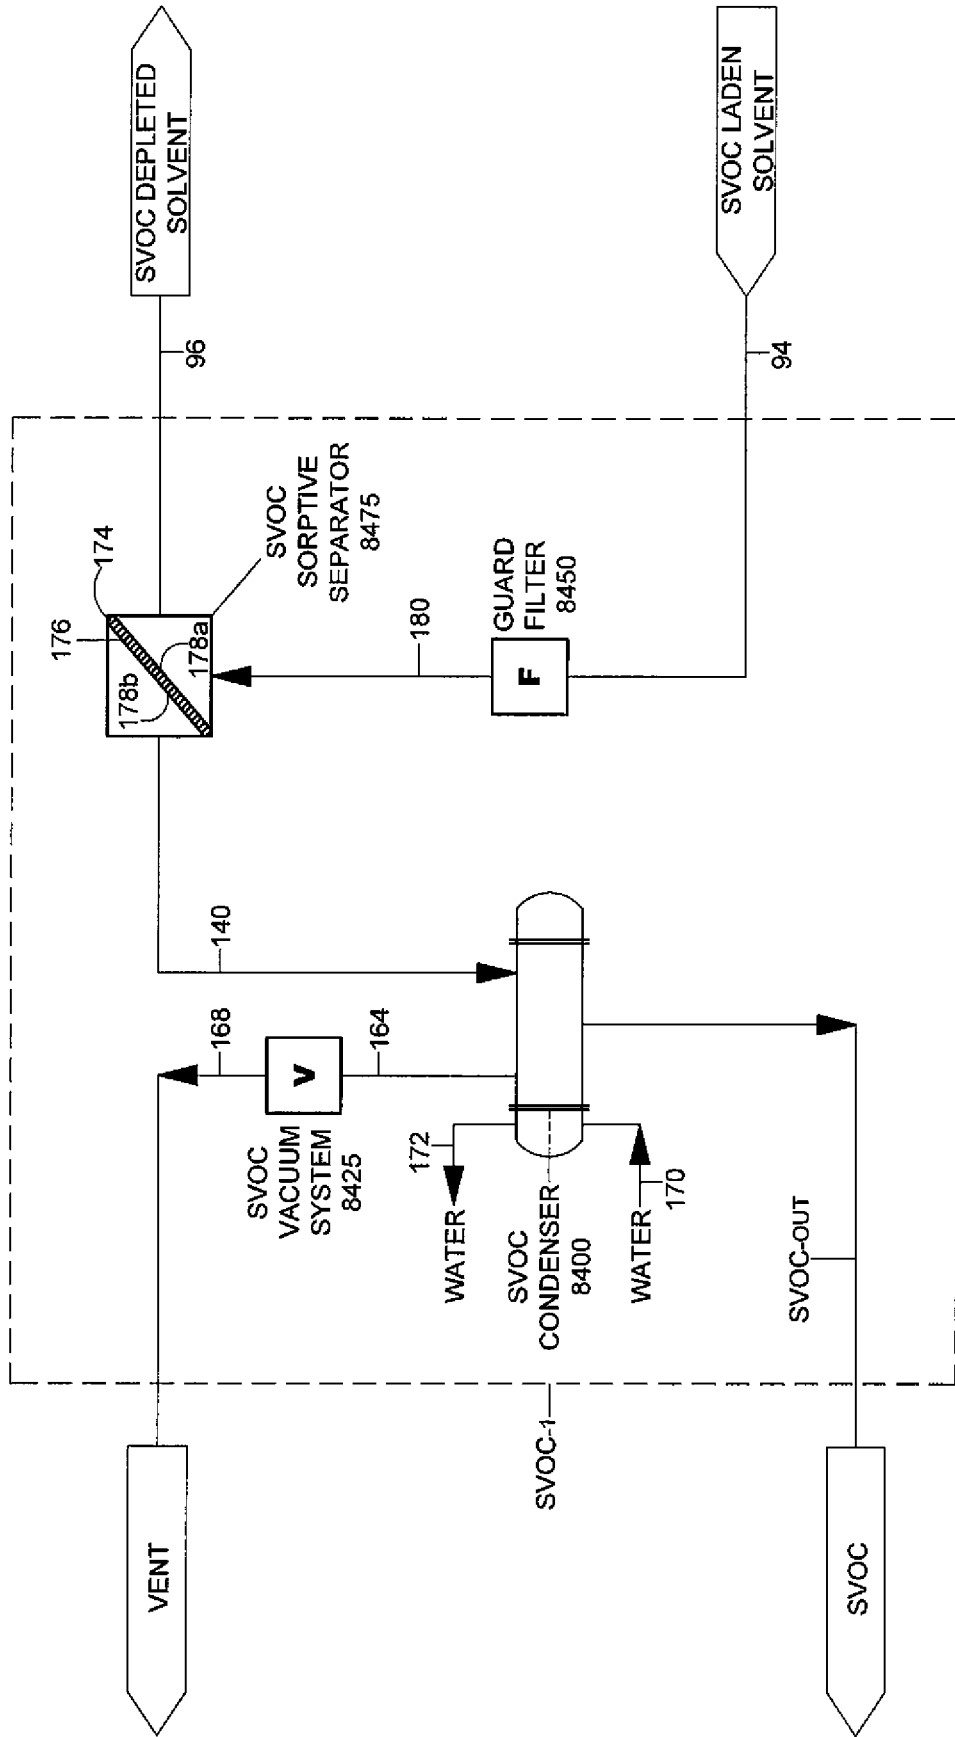 VENT
168
SVOC
VACUUM
SYSTEM
8425
V
164
140
172
WATER
SVOC
CONDENSER
8400
WATER
170
SVOC-1
SVOC-OUT
SVOC
SVOC DEPLETED
SOLVENT
96
174
176
178b
178a
SVOC
SORPTIVE
SEPARATOR
8475
180
GUARD
FILTER
8450
F
94
SVOC LADEN
SOLVENT